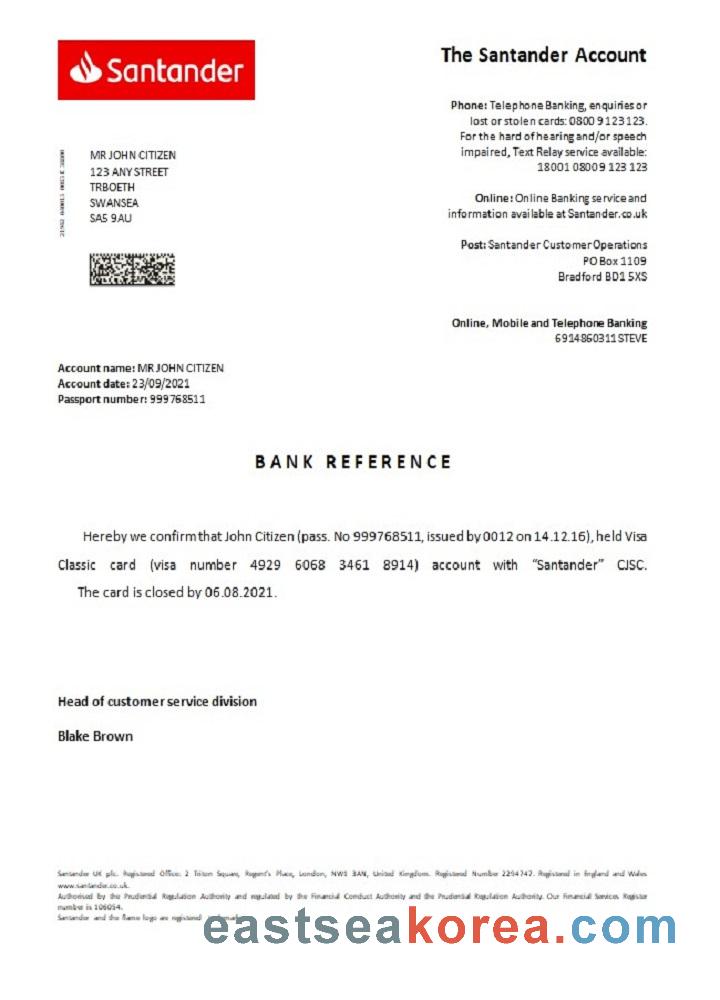 Santander
The Santander Account
Phone: Telephone Banking, enquiries or
lost or stolen cards: 0800 9 123 123.
For the hard of hearing and/or speech
impaired, Text Relay service available:
18001 0800 9 123 123
MR JOHN CITIZEN
123 ANY STREET
TRBOETH
SWANSEA
SA5 9AU
Online: Online Banking service and
information available at Santander.co.uk
Post: Santander Customer Operations
PO Box 1109
Bradford BD1 5XS
Online, Mobile and Telephone Banking
6914860311 STEVE
Account name: MR JOHN CITIZEN
Account date: 23/09/2021
Passport number: 999768511
BANK REFERENCE
Hereby we confirm that John Citizen (pass. No 999768511, issued by 0012 on 14.12.16), held Visa
Classic card (visa number 4929 6068 3461 8914) account with “Santander” CJSC.
The card is closed by 06.08.2021.
Head of customer service division
Blake Brown
Santander UK plc. Registered Office: 2 Triton Square, Regent's Place, London, NW1 3AN, United Kingdom. Registered Number 2294747. Registered in England and Wales
www.santander.co.uk.
Authorised by the Prudential Regulation Authority and regulated by the Financial Conduct Authority and the Prudential Regulation Authority. Our Financial Services Register
number is 106054.
Santander and the flame logo are registered trademarks
eastseakorea.com